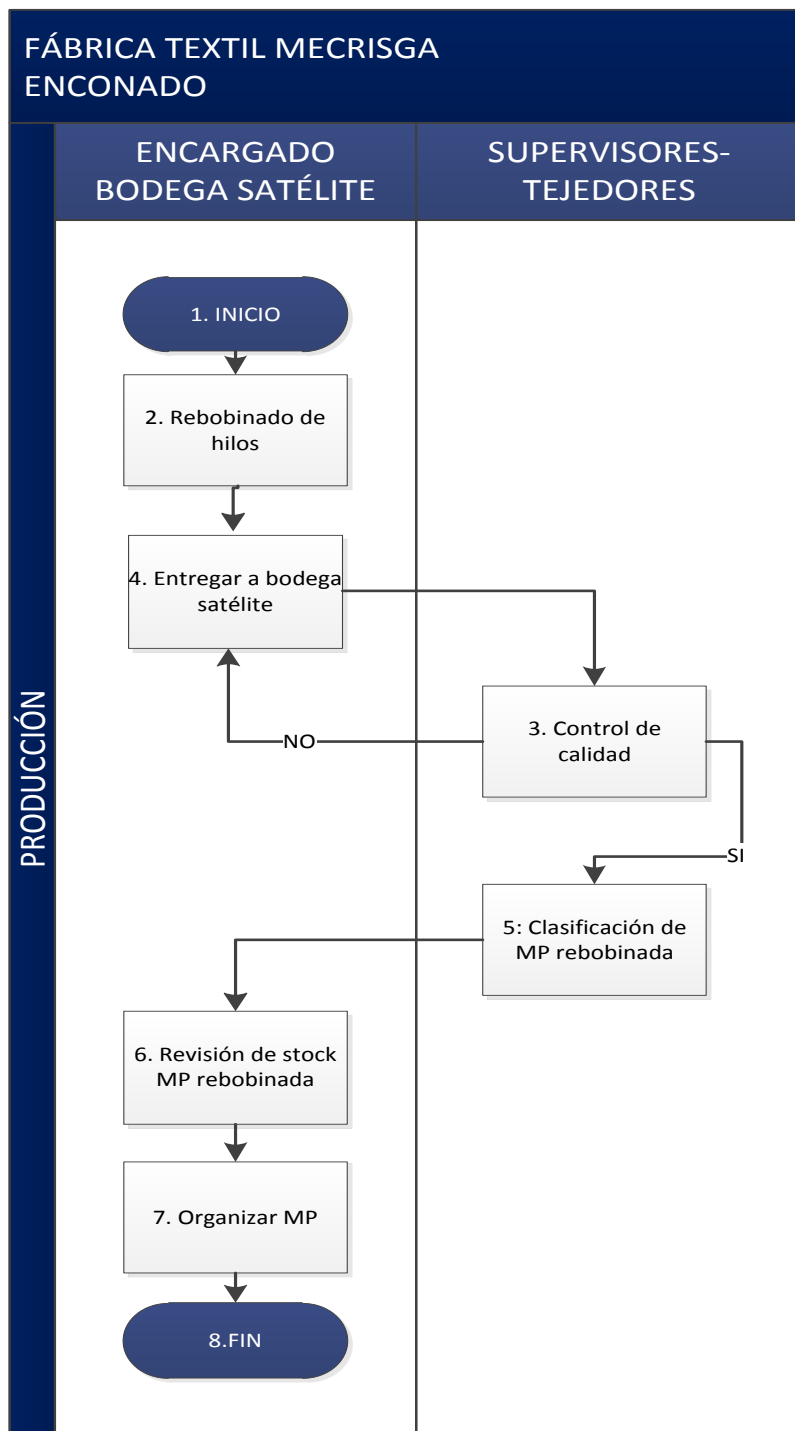 FÁBRICA TEXTIL MECRISGA
ENCONADO
ENCARGADO
BODEGA SATÉLITE
SUPERVISORES-
TEJEDORES
PRODUCCIÓN
1. INICIO
2. Rebobinado de
hilos
4. Entregar a bodega
satélite
3. Control de
calidad
NO
SI
5: Clasificación de
MP rebobinada
6. Revisión de stock
MP rebobinada
7. Organizar MP
8.FIN